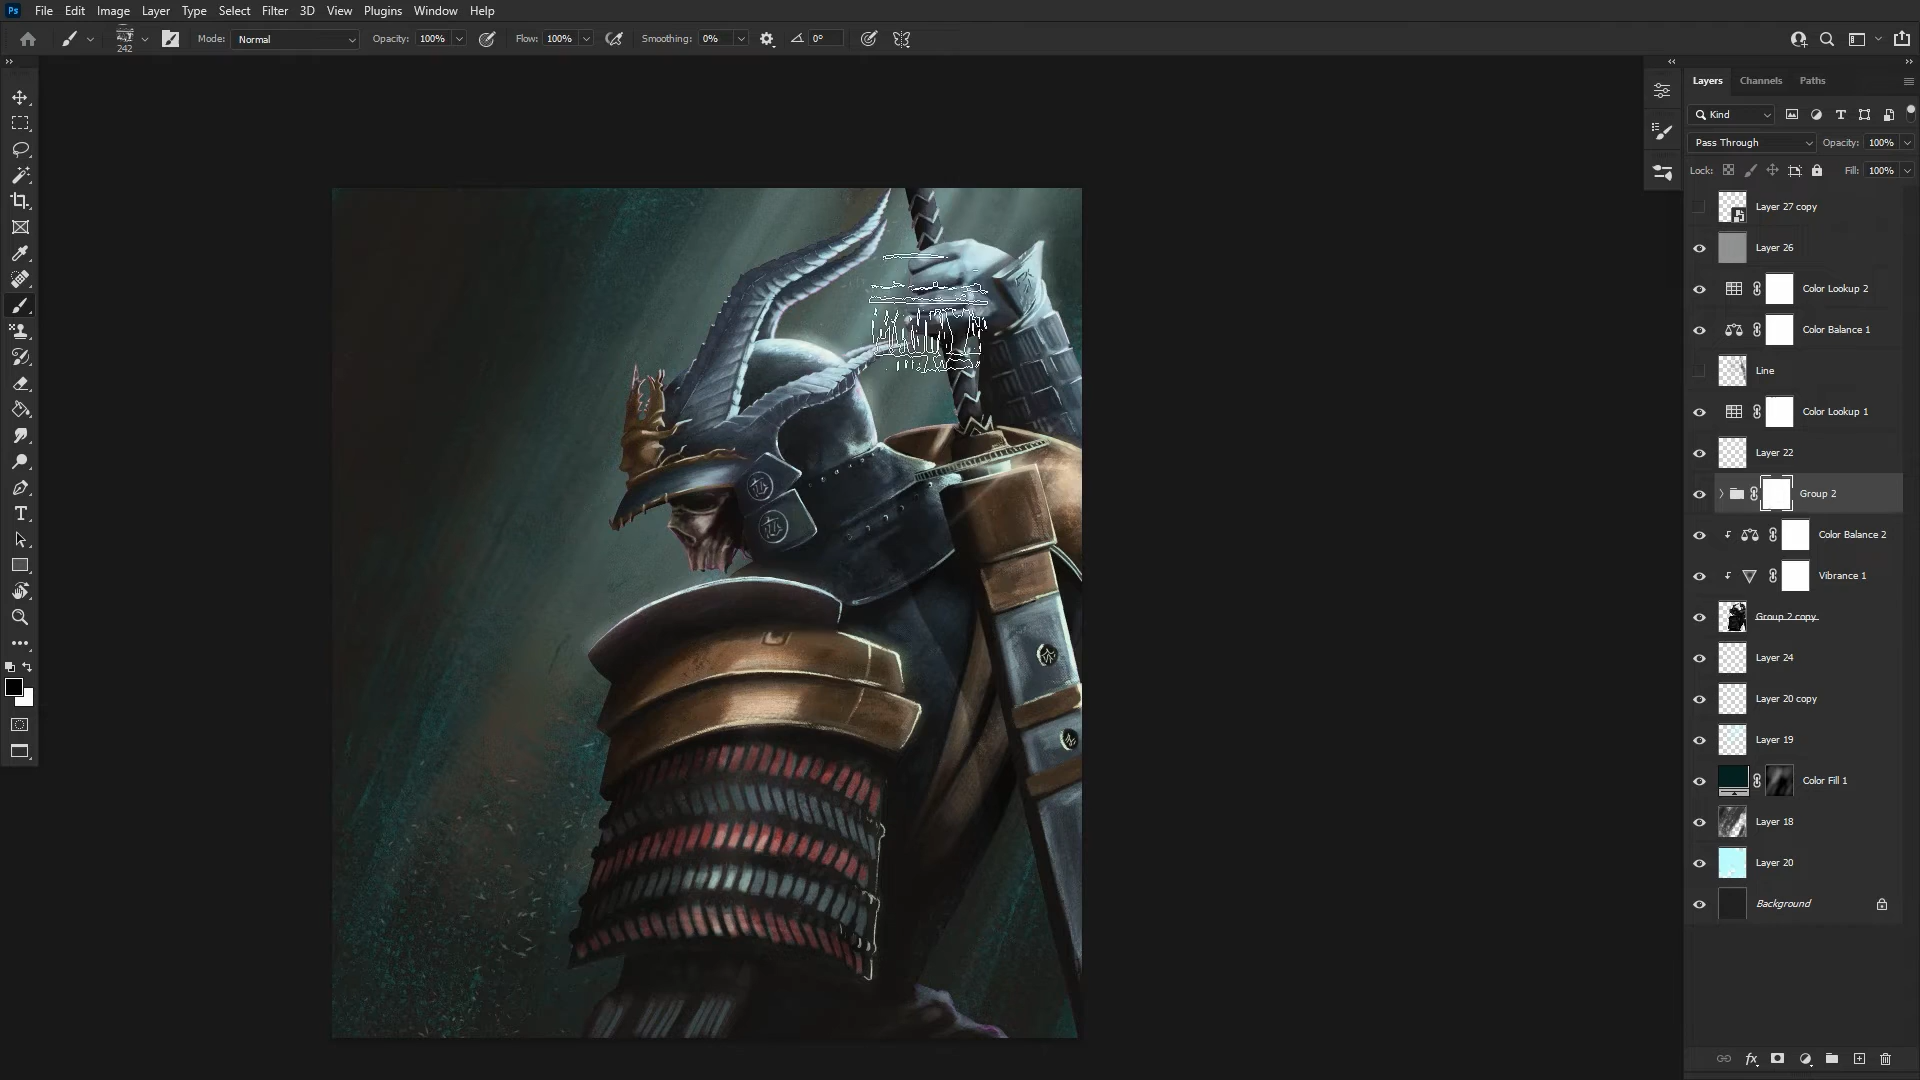 Ps File Edit Image Layer Type Select Filter 3D View Plugins Window Help
242 Mode: Normal Opacity: 100% Flow: 100% Smoothing: 0% 0°
Layers Channels Paths
Kind
Pass Through Opacity: 100%
Lock: Fill: 100%
Layer 27 copy
Layer 26
Color Lookup 2
Color Balance 1
Line
Color Lookup 1
Layer 22
Group 2
Color Balance 2
Vibrance 1
Group 2 copy
Layer 24
Layer 20 copy
Layer 19
Color Fill 1
Layer 18
Layer 20
Background
fx